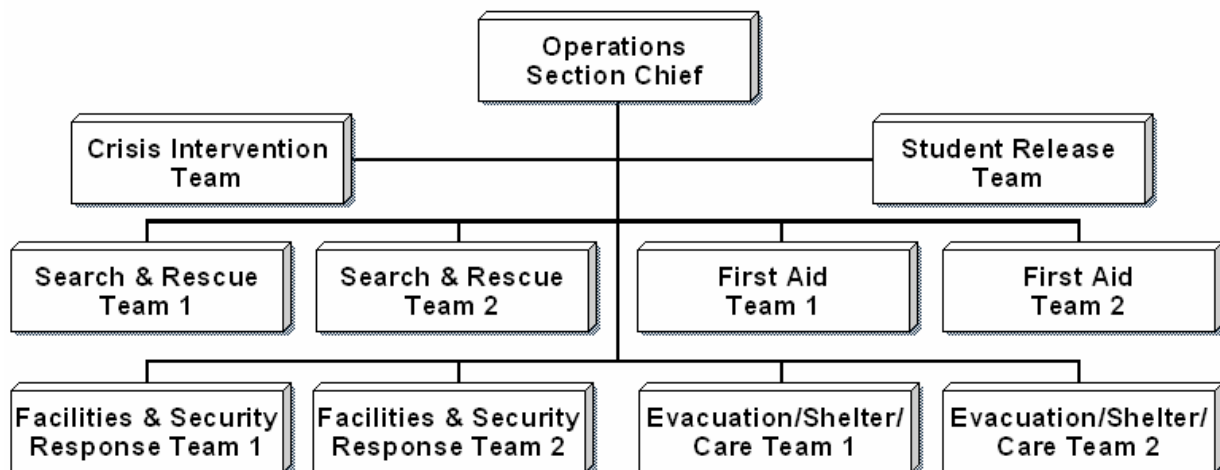 Operations
Section Chief
Crisis Intervention
Team
Student Release
Team
Search & Rescue
Team 1
Search & Rescue
Team 2
First Aid
Team 1
First Aid
Team 2
Facilities & Security
Response Team 1
Facilities & Security
Response Team 2
Evacuation/Shelter/
Care Team 1
Evacuation/Shelter/
Care Team 2